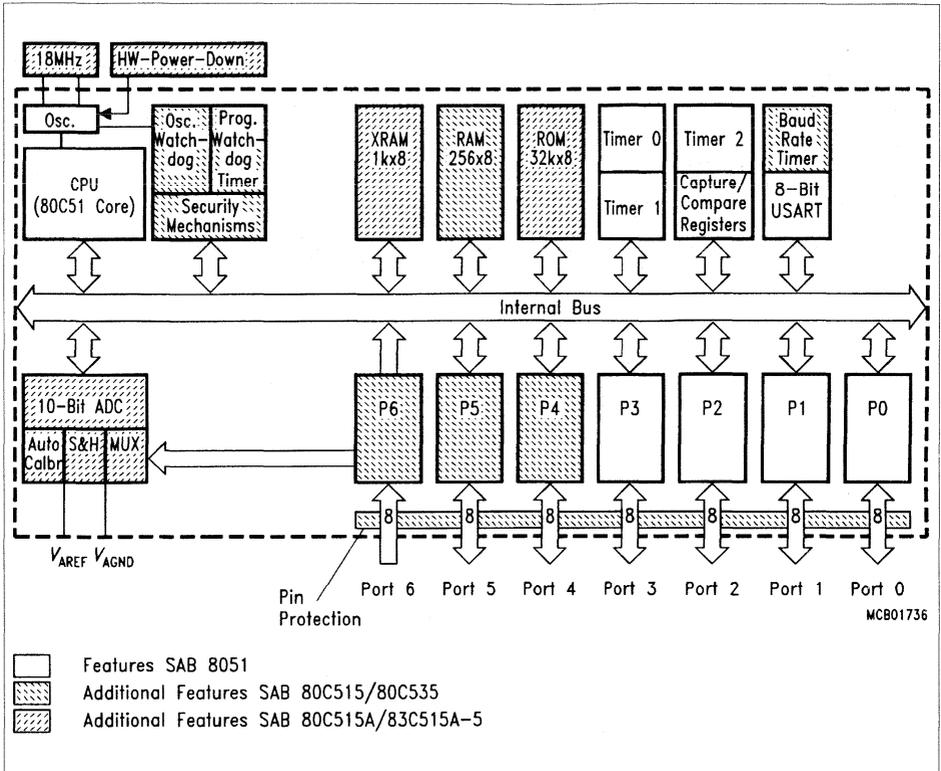 18MHz
HW-Power-Down
Osc.
CPU
(80C51 Core)
Osc.
Watch-
dog
Prog.
Watch-
dog
Timer
Security
Mechanisms
XRAM
1kx8
RAM
256x8
ROM
32kx8
Timer 0
Timer 1
Timer 2
Capture/
Compare
Registers
Baud
Rate
Timer
8-Bit
USART
Internal Bus
10-Bit ADC
Auto
Calbr
S&H
MUX
P6
P5
P4
P3
P2
P1
P0
8
8
8
8
8
8
8
VAREF
VAGND
Pin
Protection
Port 6
Port 5
Port 4
Port 3
Port 2
Port 1
Port 0
MCB01736
Features SAB 8051
Additional Features SAB 80C515/80C535
Additional Features SAB 80C515A/83C515A-5